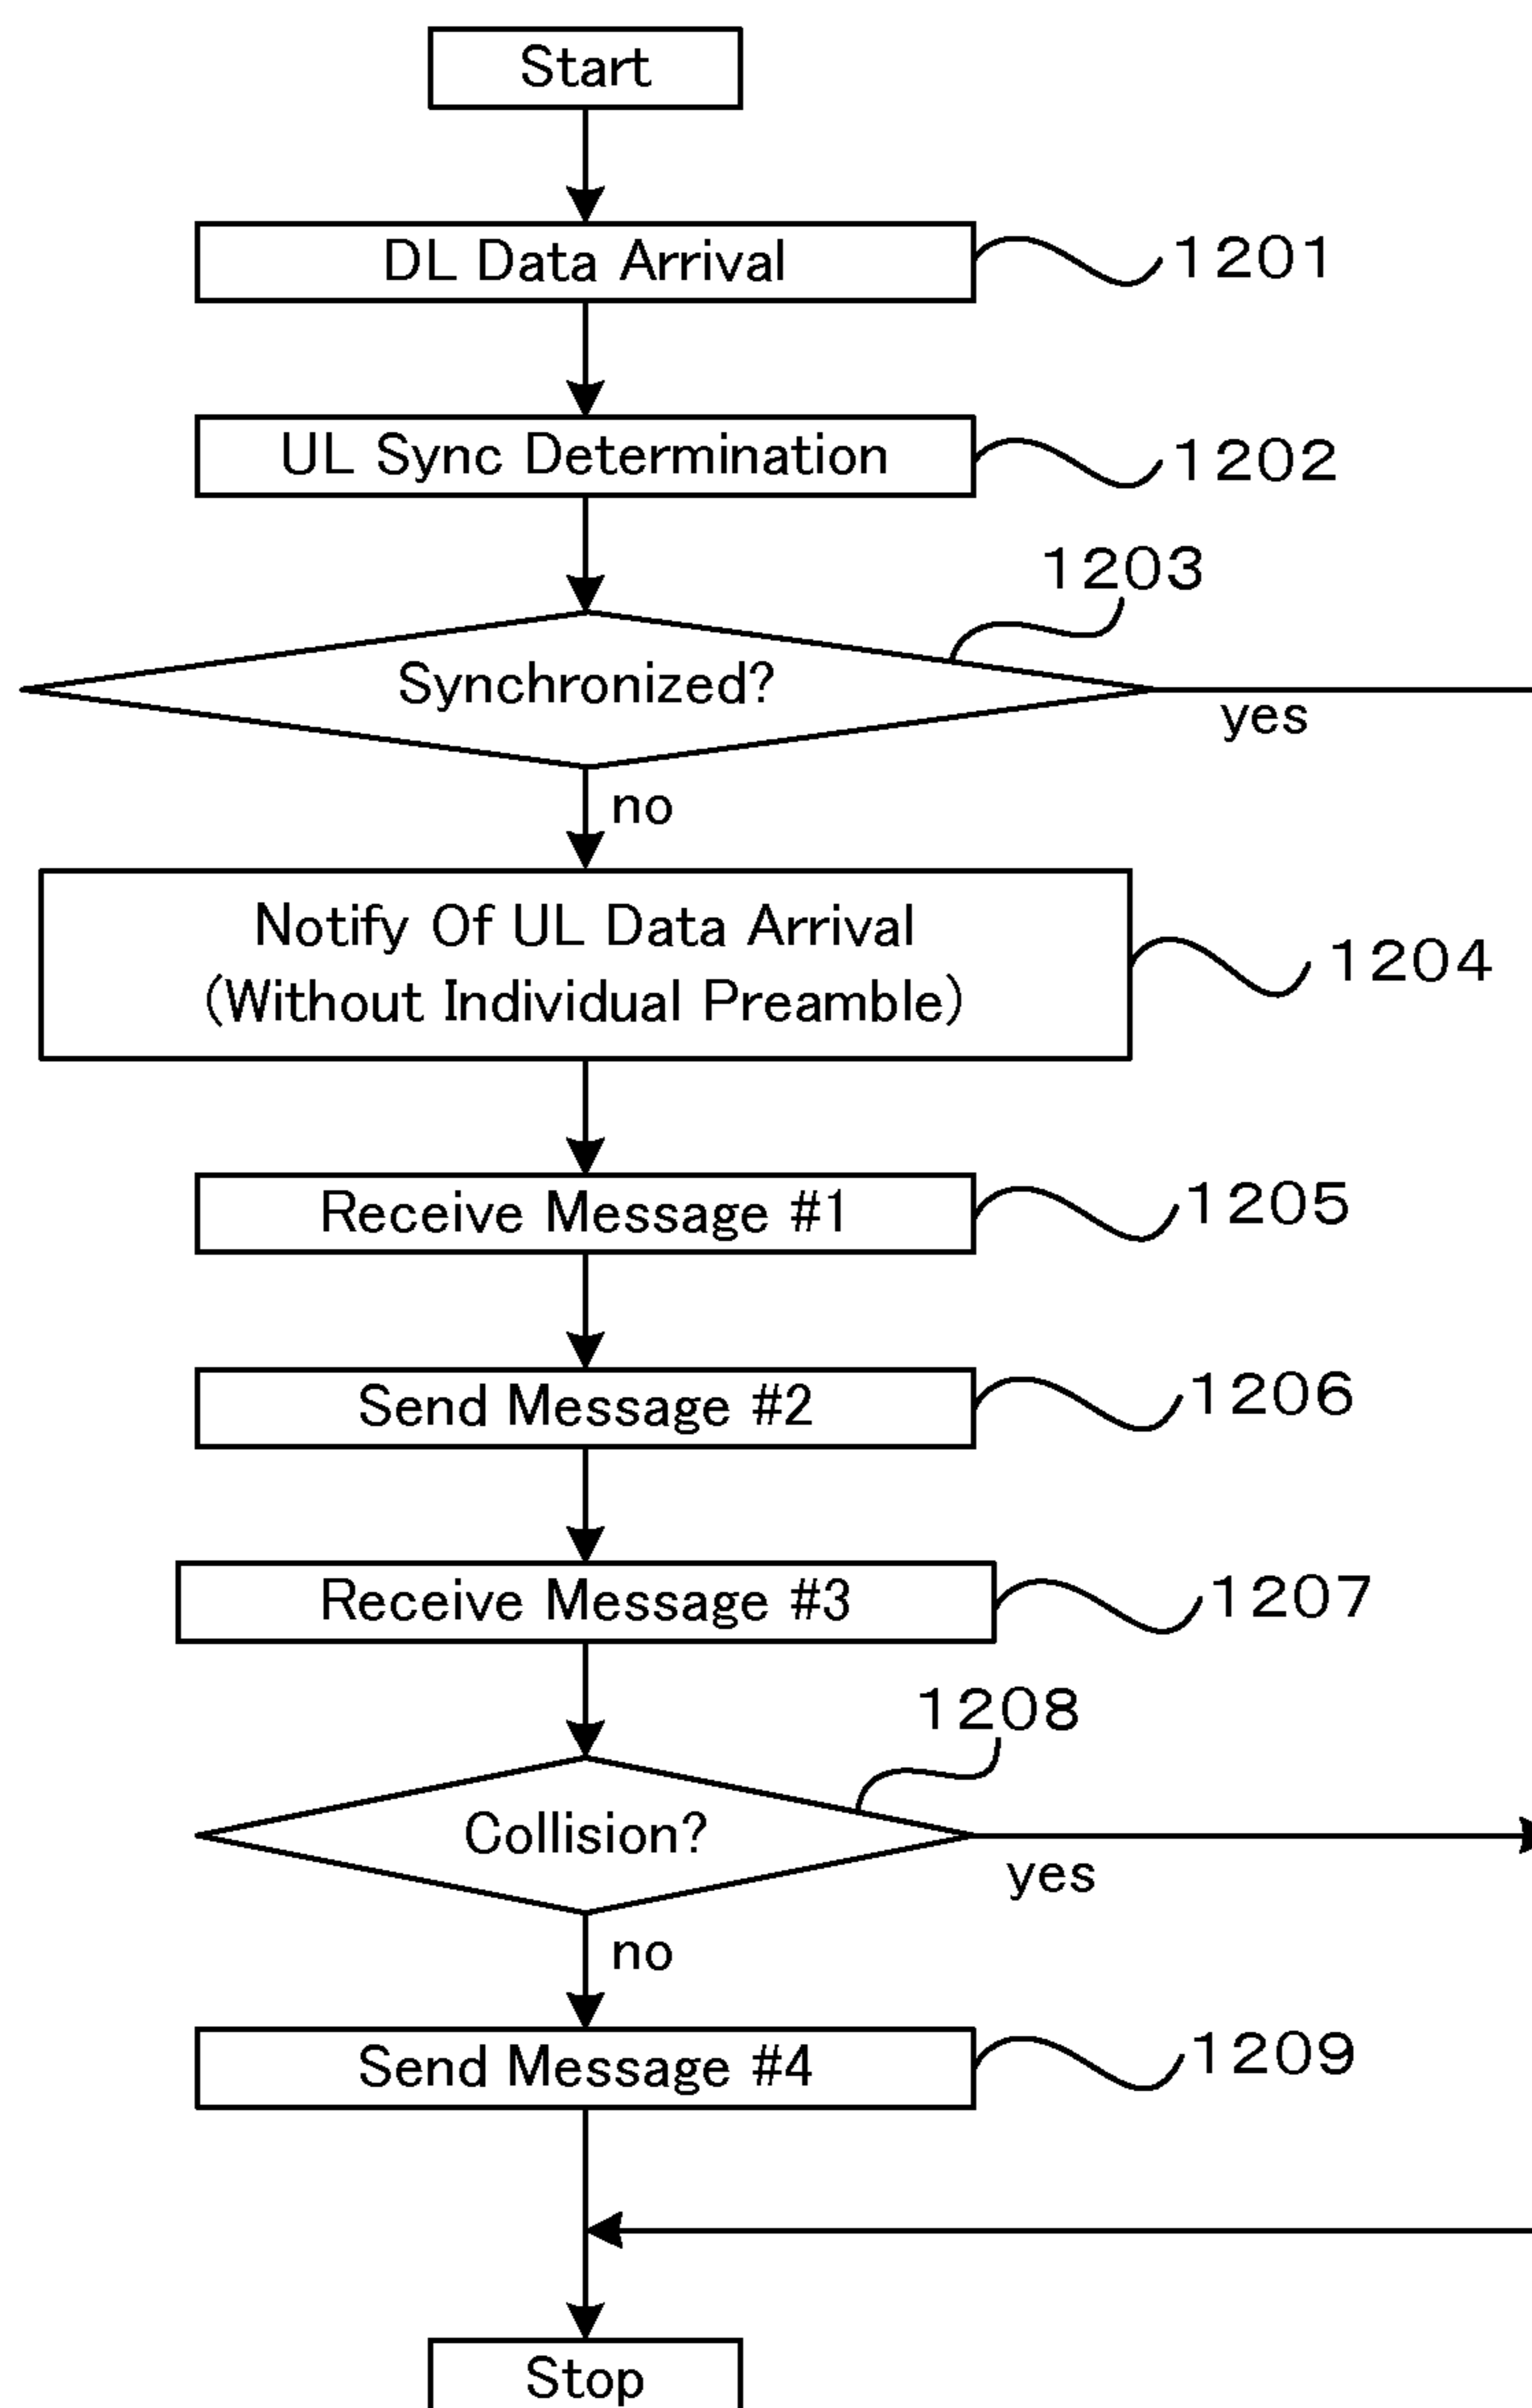 Start
DL Data Arrival
1201
UL Sync Determination
1202
1203
Synchronized?
yes
no
Notify Of UL Data Arrival
(Without Individual Preamble)
1204
Receive Message #1
1205
Send Message #2
1206
Receive Message #3
1207
1208
Collision?
yes
no
Send Message #4
1209
Stop